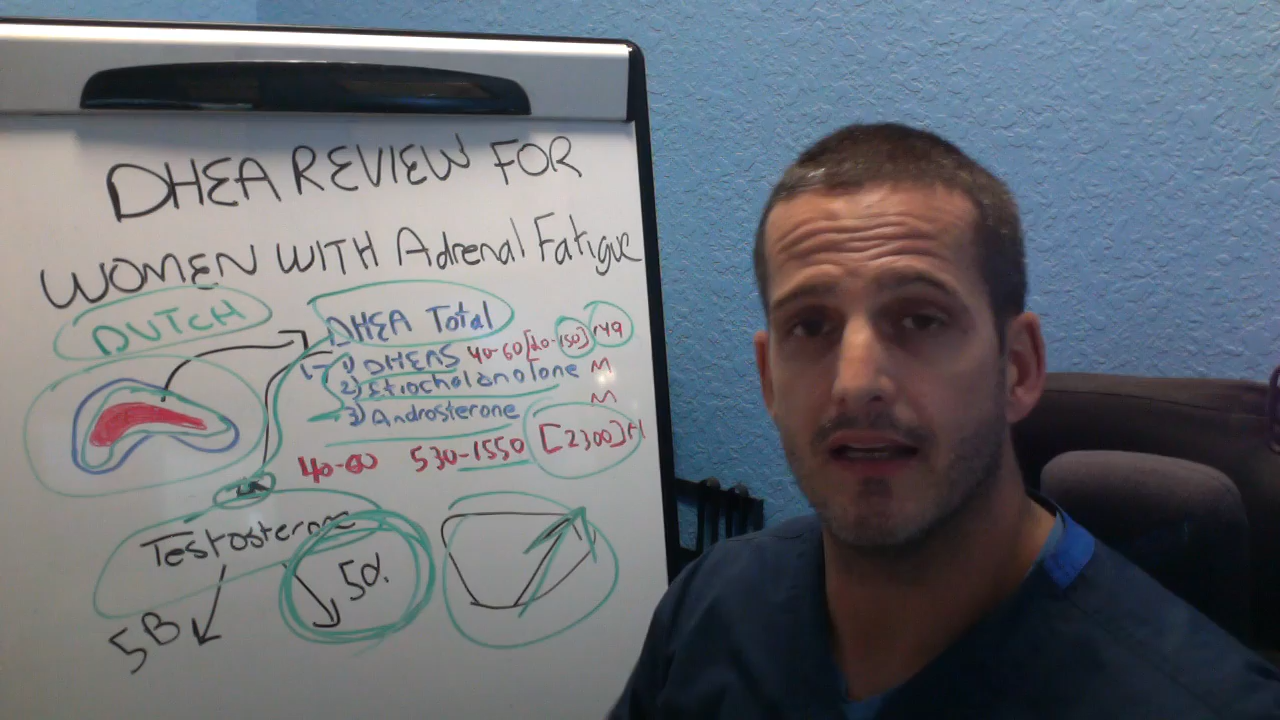 DHEA REVIEW FOR
WOMEN WITH Adrenal Fatigue
DUTCH
DHEA Total
1) DHEAS 40-60 [20-150] 149
2) Etiocholanolone M
3) Androsterone M
40-60 530-1550 [2300] H
Testosterone
5B 5α